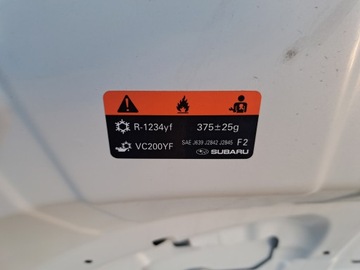 R-1234yf 375±25g
VC200YF SAE J639 J2842 J2845 F2
SUBARU